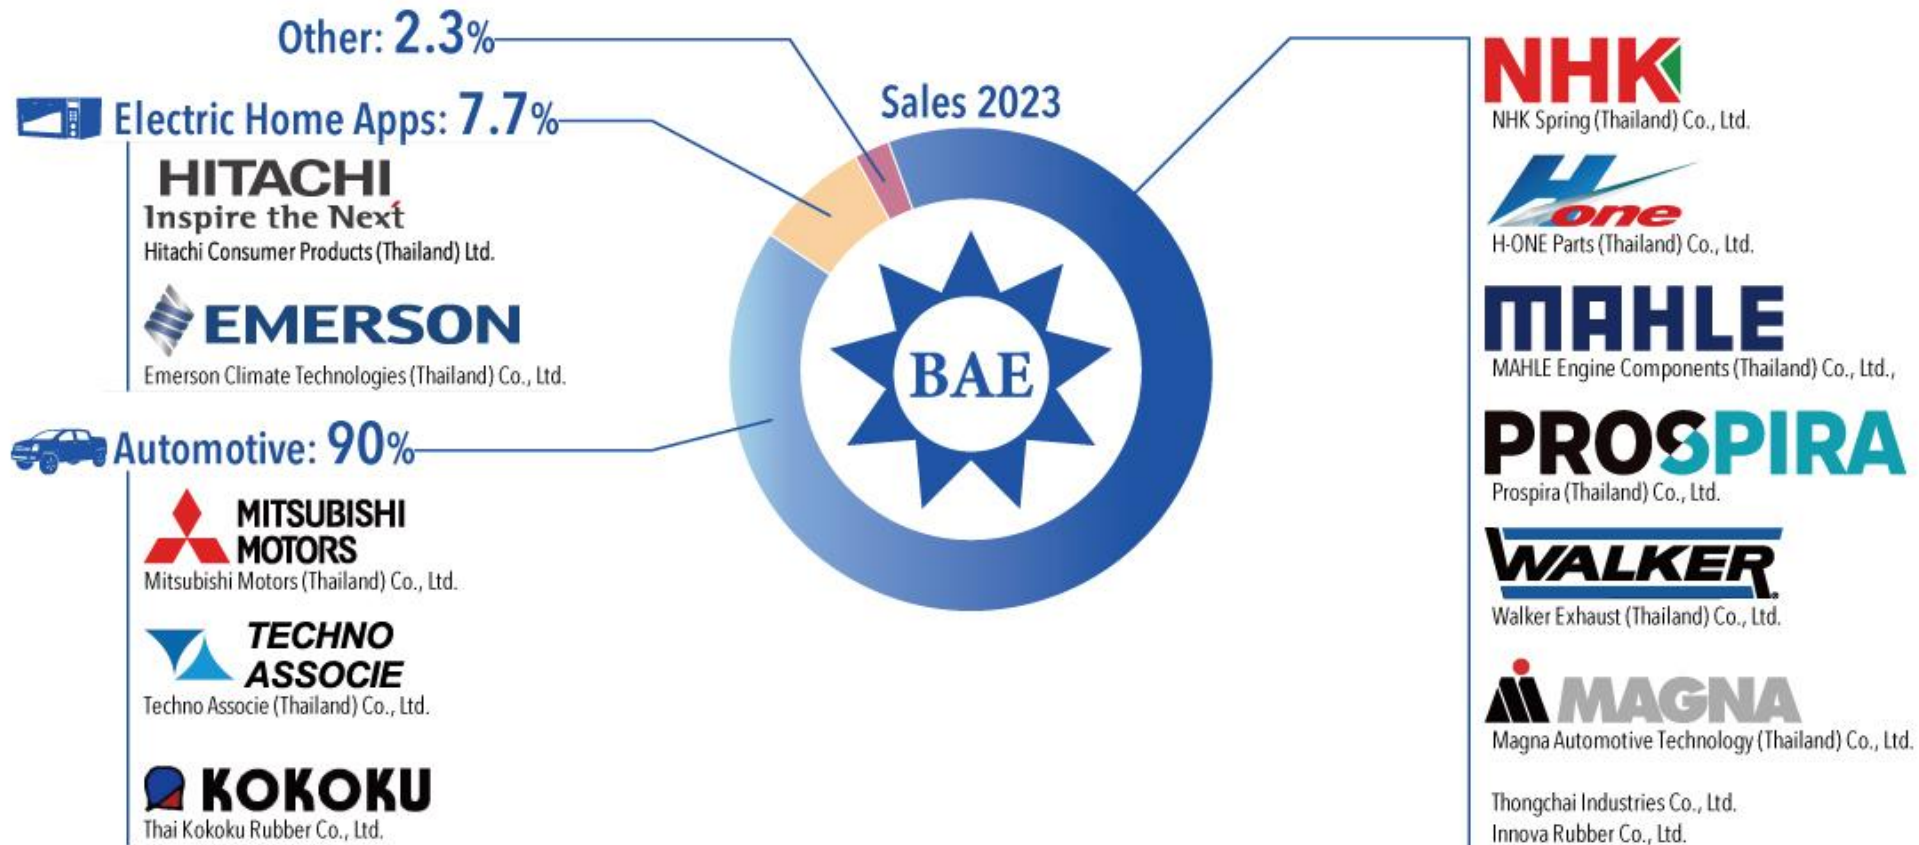 Other: 2.3%
Electric Home Apps: 7.7%
HITACHI
Inspire the Next
Hitachi Consumer Products (Thailand) Ltd.
EMERSON
Emerson Climate Technologies (Thailand) Co., Ltd.
Automotive: 90%
MITSUBISHI
MOTORS
Mitsubishi Motors (Thailand) Co., Ltd.
TECHNO
ASSOCIE
Techno Associe (Thailand) Co., Ltd.
KOKOKU
Thai Kokoku Rubber Co., Ltd.
Sales 2023
BAE
NHK
NHK Spring (Thailand) Co., Ltd.
H one
H-ONE Parts (Thailand) Co., Ltd.
MAHLE
MAHLE Engine Components (Thailand) Co., Ltd.,
PROSPIRA
Prospira (Thailand) Co., Ltd.
WALKER®
Walker Exhaust (Thailand) Co., Ltd.
MAGNA
Magna Automotive Technology (Thailand) Co., Ltd.
Thongchai Industries Co., Ltd.
Innova Rubber Co., Ltd.